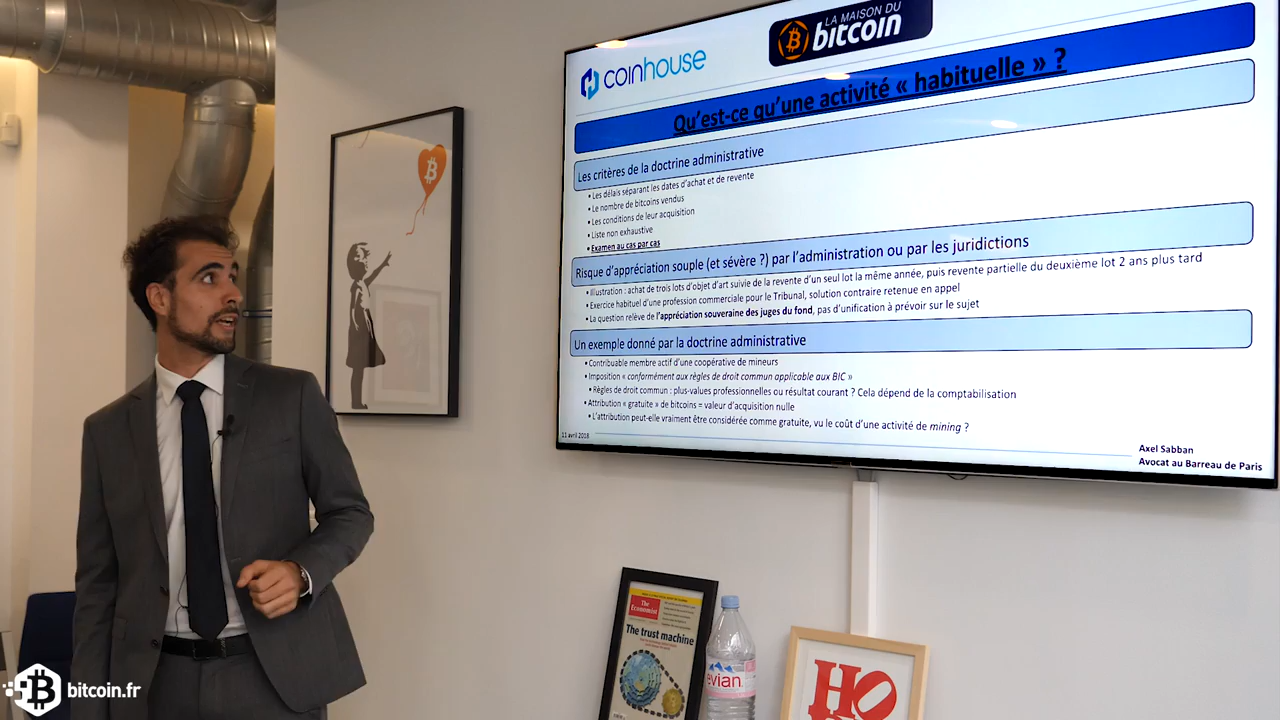 coinhouse
LA MAISON DU
bitcoin
Qu'est-ce qu'une activité « habituelle » ?
Les critères de la doctrine administrative
• Les délais séparant les dates d'achat et de revente
• Le nombre de bitcoins vendus
• Les conditions de leur acquisition
• Liste non exhaustive
• Examen au cas par cas
Risque d'appréciation souple (et sévère ?) par l'administration ou par les juridictions
• Illustration : achat de trois lots d'objet d'art suivie de la revente d'un seul lot la même année, puis revente partielle du deuxième lot 2 ans plus tard
• Exercice habituel d'une profession commerciale pour le Tribunal, solution contraire retenue en appel
• La question relève de l'appréciation souveraine des juges du fond, pas d'unification à prévoir sur le sujet
Un exemple donné par la doctrine administrative
• Contribuable membre actif d'une coopérative de mineurs
• Imposition « conformément aux règles de droit commun applicable aux BIC »
• Règles de droit commun : plus-values professionnelles ou résultat courant ? Cela dépend de la comptabilisation
• Attribution « gratuite » de bitcoins = valeur d'acquisition nulle
• L'attribution peut-elle vraiment être considérée comme gratuite, vu le coût d'une activité de mining ?
11 avril 2018
Axel Sabban
Avocat au Barreau de Paris
The
Economist
The trust machine
evian
HO
bitcoin.fr